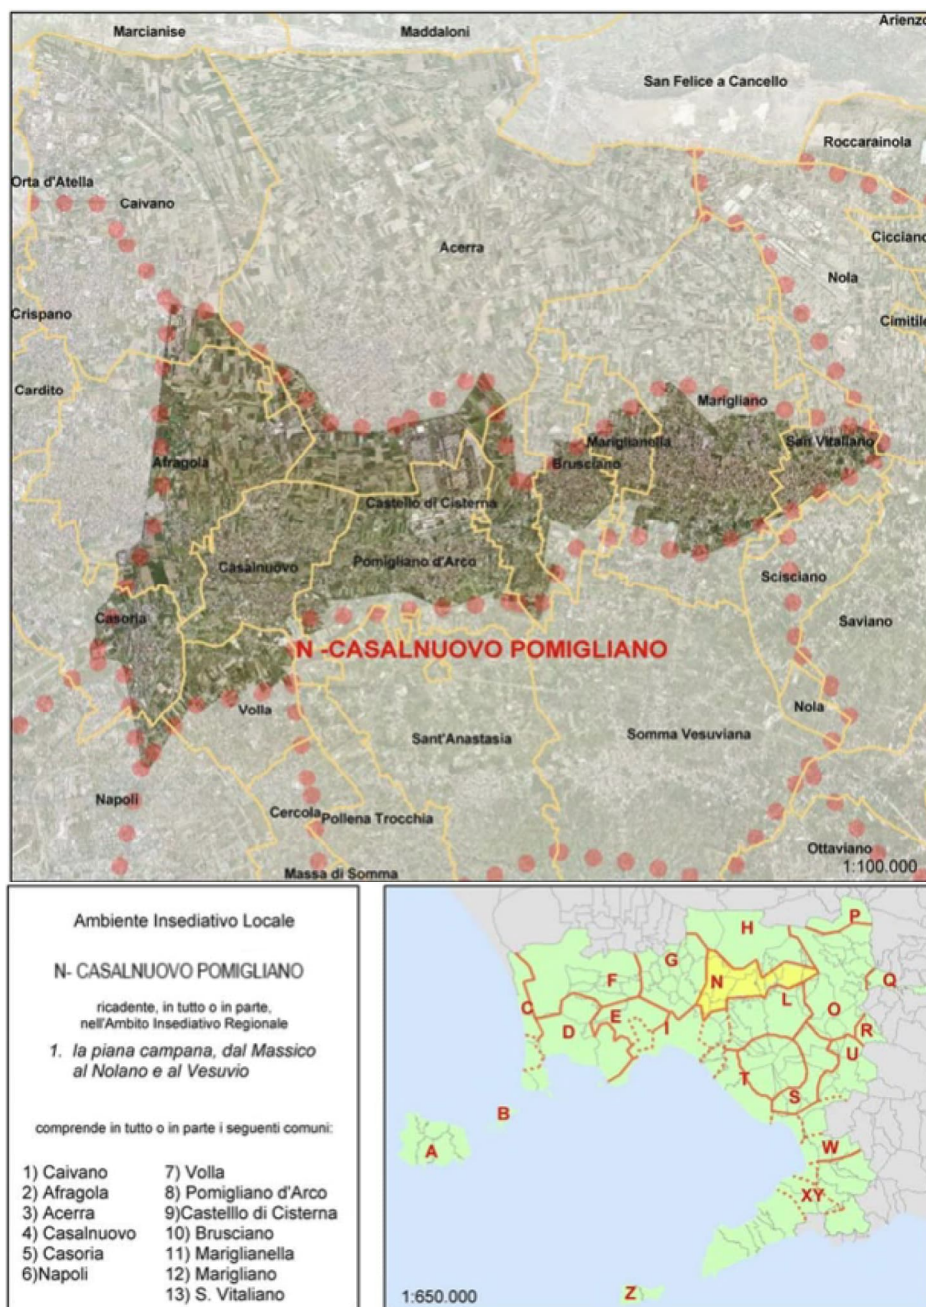 Marcianise
Maddaloni
Arienzo
San Felice a Cancello
Roccarainola
Orta d'Atella
Caivano
Acerra
Cicciano
Nola
Crispano
Cimitile
Cardito
Marigliano
Afragola
Mariglianella
San Vitaliano
Brusciano
Castello di Cisterna
Casalnuovo
Pomigliano d'Arco
Scisciano
Casoria
Saviano
N -CASALNUOVO POMIGLIANO
Volla
Nola
Sant'Anastasia
Somma Vesuviana
Napoli
Cercola
Pollena Trocchia
Ottaviano
Massa di Somma
1:100.000
Ambiente Insediativo Locale
N- CASALNUOVO POMIGLIANO
ricadente, in tutto o in parte,
nell'Ambito Insediativo Regionale
1. la piana campana, dal Massico
al Nolano e al Vesuvio
comprende in tutto o in parte i seguenti comuni:
1) Caivano
2) Afragola
3) Acerra
4) Casalnuovo
5) Casoria
6)Napoli
7) Volla
8) Pomigliano d'Arco
9)Castelllo di Cisterna
10) Brusciano
11) Mariglianella
12) Marigliano
13) S. Vitaliano
P
H
G
F
N
Q
L
C
E
O
D
I
R
U
T
S
B
A
W
XY
Z
1:650.000